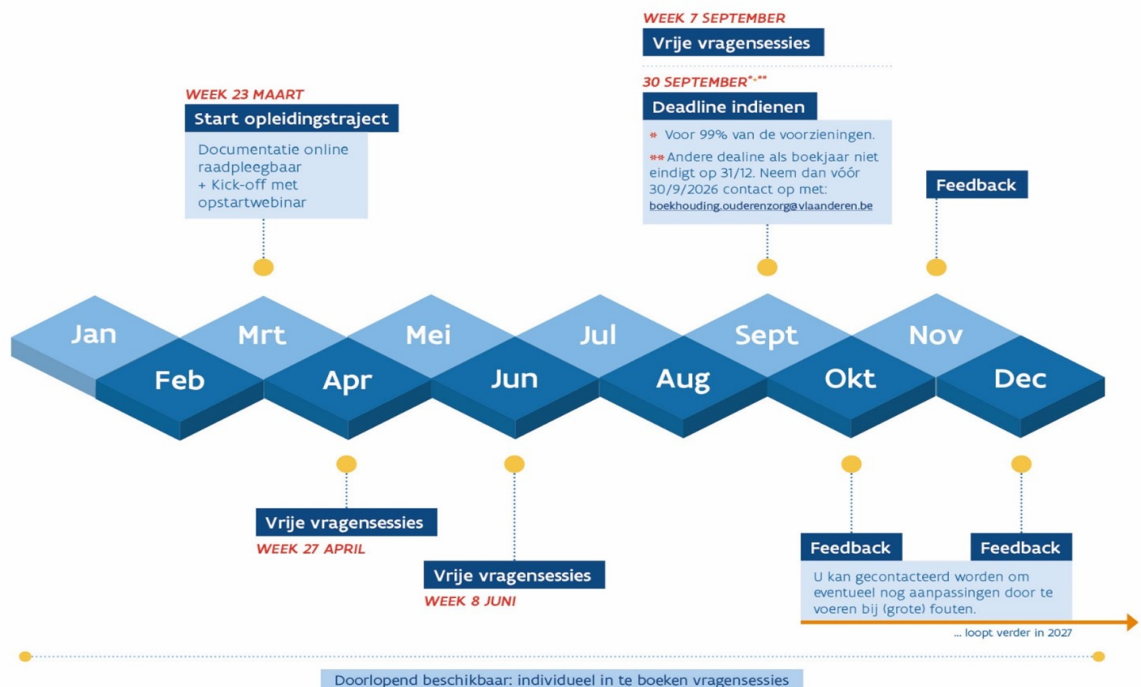 WEEK 7 SEPTEMBER
Vrije vragensessies
30 SEPTEMBER*-**
Deadline indienen
* Voor 99% van de voorzieningen.
** Andere dealine als boekjaar niet
eindigt op 31/12. Neem dan vóór
30/9/2026 contact op met:
boekhouding.ouderenzorg@vlaanderen.be
WEEK 23 MAART
Start opleidingstraject
Documentatie online
raadpleegbaar
+ Kick-off met
opstartwebinar
Feedback
Jan
Mrt
Mei
Jul
Sept
Nov
Feb
Apr
Jun
Aug
Okt
Dec
Vrije vragensessies
WEEK 27 APRIL
Vrije vragensessies
WEEK 8 JUNI
Feedback
Feedback
U kan gecontacteerd worden om
eventueel nog aanpassingen door te
voeren bij (grote) fouten.
... loopt verder in 2027
Doorlopend beschikbaar: individueel in te boeken vragensessies